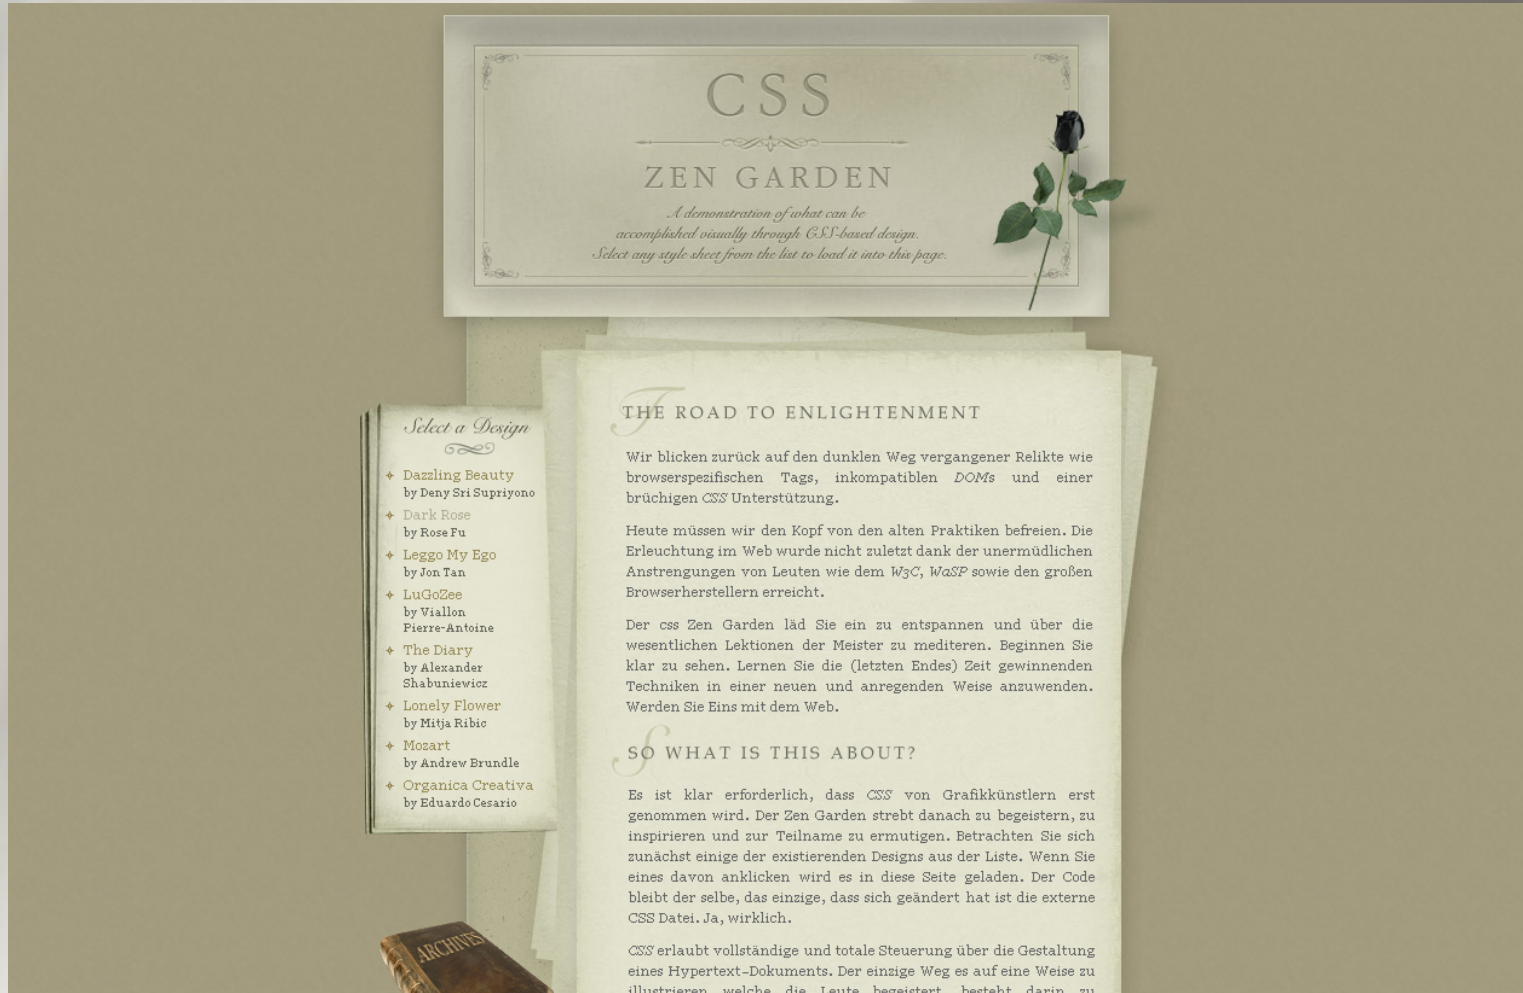 CSS
ZEN GARDEN
A demonstration of what can be
accomplished visually through CSS-based design.
Select any style sheet from the list to load it into this page.
Select a Design
Dazzling Beauty
by Deny Sri Supriyono
Dark Rose
by Rose Fu
Leggo My Ego
by Jon Tan
LuGoZee
by Viallon
Pierre-Antoine
The Diary
by Alexander
Shabuniewicz
Lonely Flower
by Mitja Ribic
Mozart
by Andrew Brundle
Organica Creativa
by Eduardo Cesario
ARCHIVES
THE ROAD TO ENLIGHTENMENT
Wir blicken zurück auf den dunklen Weg vergangener Relikte wie
browserspezifischen Tags, inkompatiblen DOMs und einer
brüchigen CSS Unterstützung.
Heute müssen wir den Kopf von den alten Praktiken befreien. Die
Erleuchtung im Web wurde nicht zuletzt dank der unermüdlichen
Anstrengungen von Leuten wie dem W3C, WaSP sowie den großen
Browserherstellern erreicht.
Der css Zen Garden läd Sie ein zu entspannen und über die
wesentlichen Lektionen der Meister zu mediteren. Beginnen Sie
klar zu sehen. Lernen Sie die (letzten Endes) Zeit gewinnenden
Techniken in einer neuen und anregenden Weise anzuwenden.
Werden Sie Eins mit dem Web.
SO WHAT IS THIS ABOUT?
Es ist klar erforderlich, dass CSS von Grafikkünstlern erst
genommen wird. Der Zen Garden strebt danach zu begeistern, zu
inspirieren und zur Teilname zu ermutigen. Betrachten Sie sich
zunächst einige der existierenden Designs aus der Liste. Wenn Sie
eines davon anklicken wird es in diese Seite geladen. Der Code
bleibt der selbe, das einzige, dass sich geändert hat ist die externe
CSS Datei. Ja, wirklich.
CSS erlaubt vollständige und totale Steuerung über die Gestaltung
eines Hypertext-Dokuments. Der einzige Weg es auf eine Weise zu
illustrieren welche die Leute begeistert, besteht darin zu